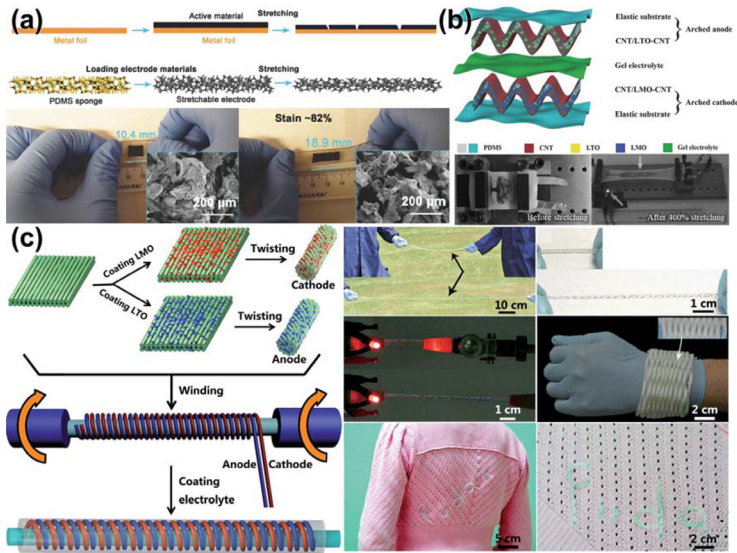 (a)
Active material
Stretching
Metal foil
Metal foil
Loading electrode materials
Stretching
PDMS sponge
Stretchable electrode
Stain ~82%
10.4 mm
18.9 mm
200 μm
200 μm
(b)
Elastic substrate
CNT/LTO-CNT
Arched anode
Gel electrolyte
CNT/LMO-CNT
Elastic substrate
Arched cathode
PDMS
CNT
LTO
LMO
Gel electrolyte
Before stretching
After 400% stretching
(c)
Coating LMO
Coating LTO
Twisting
Cathode
Twisting
Anode
Winding
Anode
Cathode
Coating
electrolyte
10 cm
1 cm
1 cm
2 cm
5 cm
Fudan
2 cm